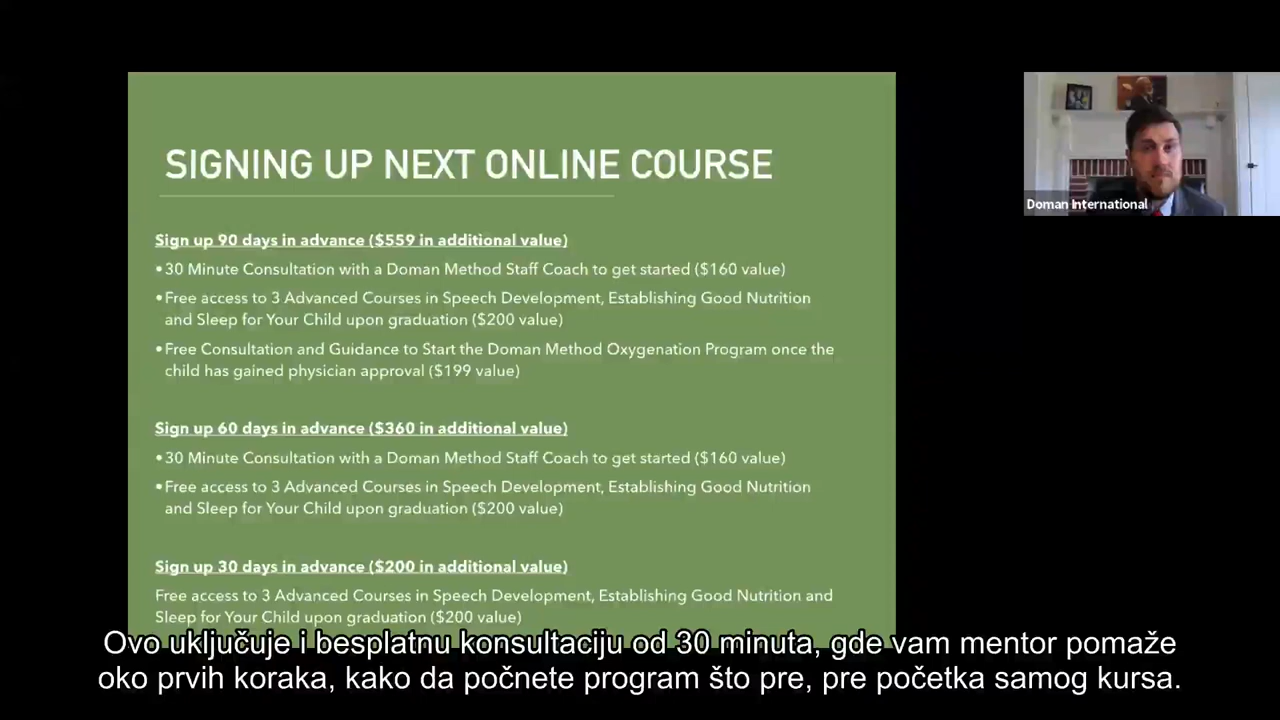 SIGNING UP NEXT ONLINE COURSE
Sign up 90 days in advance ($559 in additional value)
•30 Minute Consultation with a Doman Method Staff Coach to get started ($160 value)
•Free access to 3 Advanced Courses in Speech Development, Establishing Good Nutrition
and Sleep for Your Child upon graduation ($200 value)
•Free Consultation and Guidance to Start the Doman Method Oxygenation Program once the
child has gained physician approval ($199 value)
Sign up 60 days in advance ($360 in additional value)
•30 Minute Consultation with a Doman Method Staff Coach to get started ($160 value)
•Free access to 3 Advanced Courses in Speech Development, Establishing Good Nutrition
and Sleep for Your Child upon graduation ($200 value)
Sign up 30 days in advance ($200 in additional value)
Free access to 3 Advanced Courses in Speech Development, Establishing Good Nutrition and
Sleep for Your Child upon graduation ($200 value)
Doman International
Ovo uključuje i besplatnu konsultaciju od 30 minuta, gde vam mentor pomaže
oko prvih koraka, kako da počnete program što pre, pre početka samog kursa.